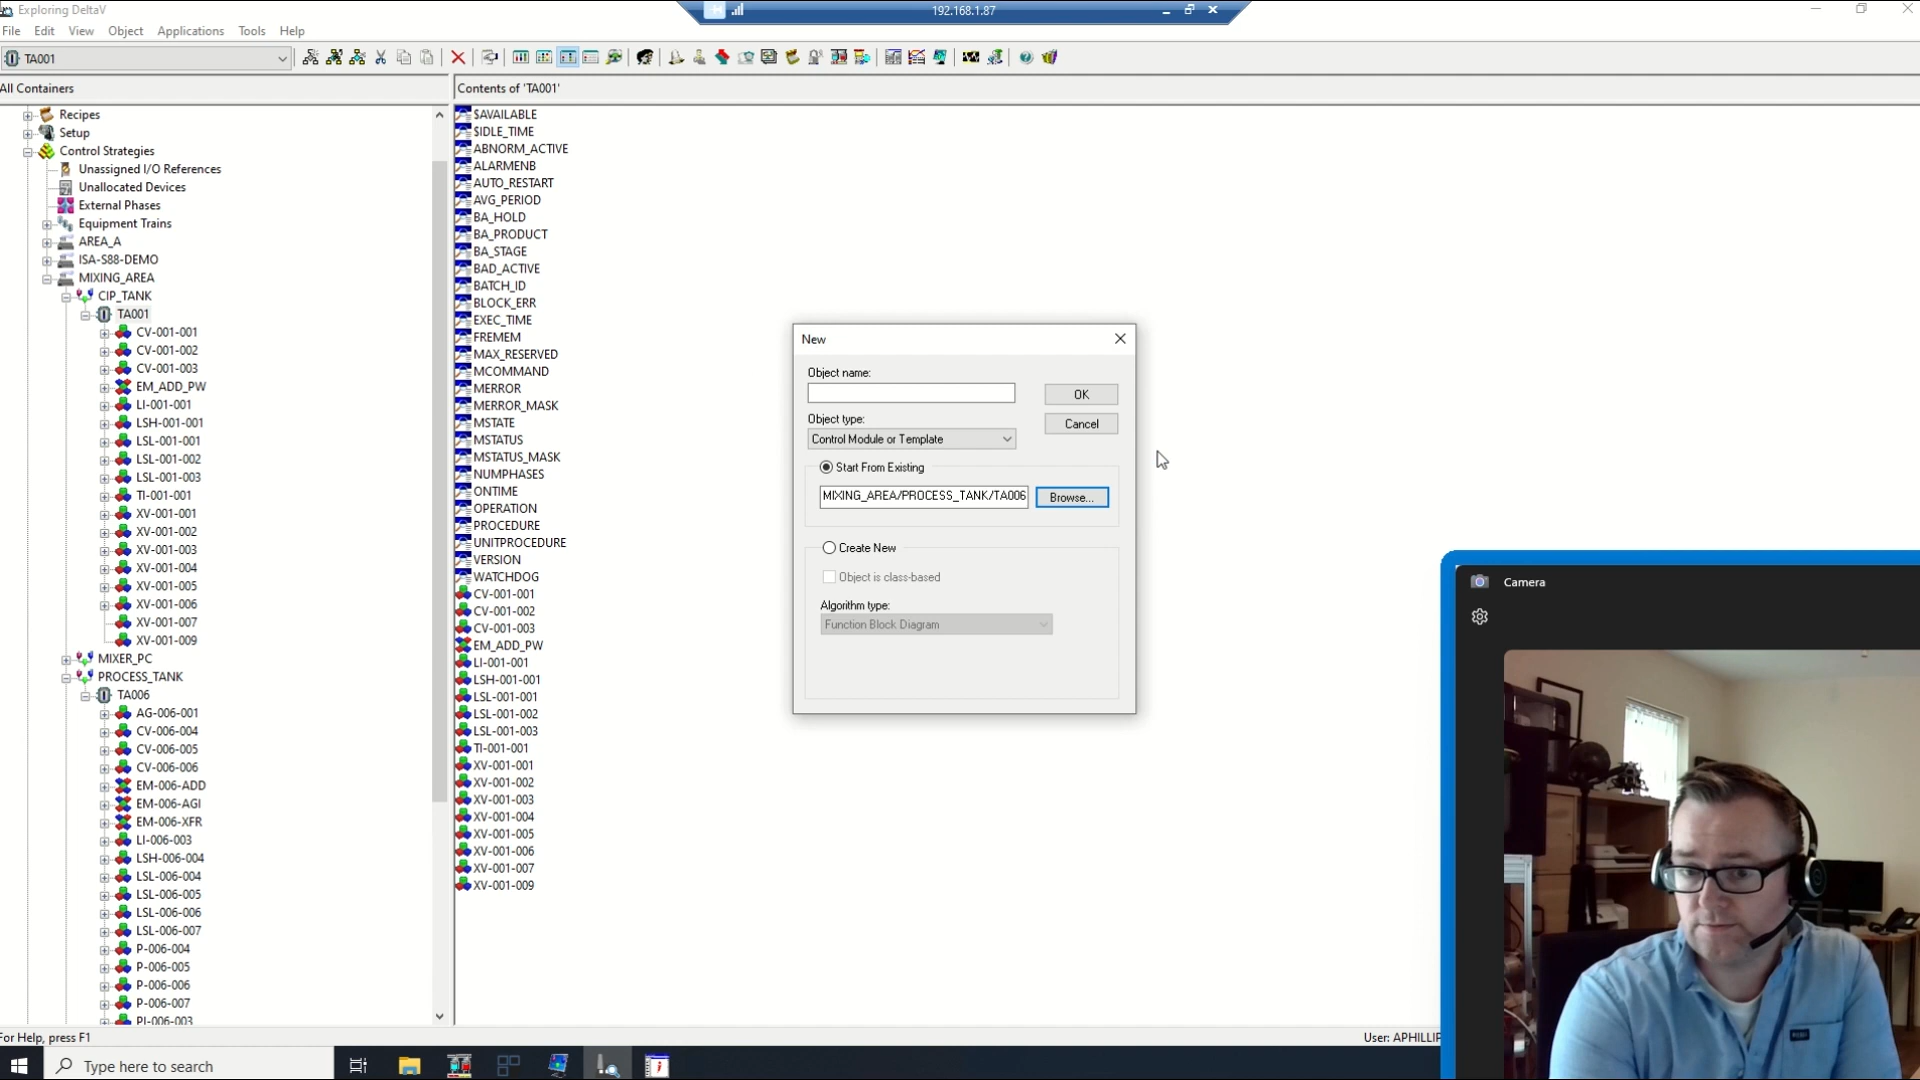 Exploring DeltaV
192.168.1.87
File Edit View Object Applications Tools Help
TA001
All Containers
Contents of 'TA001'
Recipes
Setup
Control Strategies
Unassigned I/O References
Unallocated Devices
External Phases
Equipment Trains
AREA_A
ISA-S88-DEMO
MIXING_AREA
CIP_TANK
TA001
CV-001-001
CV-001-002
CV-001-003
EM_ADD_PW
LI-001-001
LSH-001-001
LSL-001-001
LSL-001-002
LSL-001-003
TI-001-001
XV-001-001
XV-001-002
XV-001-003
XV-001-004
XV-001-005
XV-001-006
XV-001-007
XV-001-009
MIXER_PC
PROCESS_TANK
TA006
AG-006-001
CV-006-004
CV-006-005
CV-006-006
EM-006-ADD
EM-006-AGI
EM-006-XFR
LI-006-003
LSH-006-004
LSL-006-004
LSL-006-005
LSL-006-006
LSL-006-007
P-006-004
P-006-005
P-006-006
P-006-007
PI-006-003
$AVAILABLE
$IDLE_TIME
ABNORM_ACTIVE
ALARMENB
AUTO_RESTART
AVG_PERIOD
BA_HOLD
BA_PRODUCT
BA_STAGE
BAD_ACTIVE
BATCH_ID
BLOCK_ERR
EXEC_TIME
FREMEM
MAX_RESERVED
MCOMMAND
MERROR
MERROR_MASK
MSTATE
MSTATUS
MSTATUS_MASK
NUMPHASES
ONTIME
OPERATION
PROCEDURE
UNITPROCEDURE
VERSION
WATCHDOG
CV-001-001
CV-001-002
CV-001-003
EM_ADD_PW
LI-001-001
LSH-001-001
LSL-001-001
LSL-001-002
LSL-001-003
TI-001-001
XV-001-001
XV-001-002
XV-001-003
XV-001-004
XV-001-005
XV-001-006
XV-001-007
XV-001-009
New
Object name:
OK
Object type:
Cancel
Control Module or Template
Start From Existing
MIXING_AREA/PROCESS_TANK/TA006
Browse...
Create New
Object is class-based
Algorithm type:
Function Block Diagram
Camera
For Help, press F1
User: APHILLIP
Type here to search